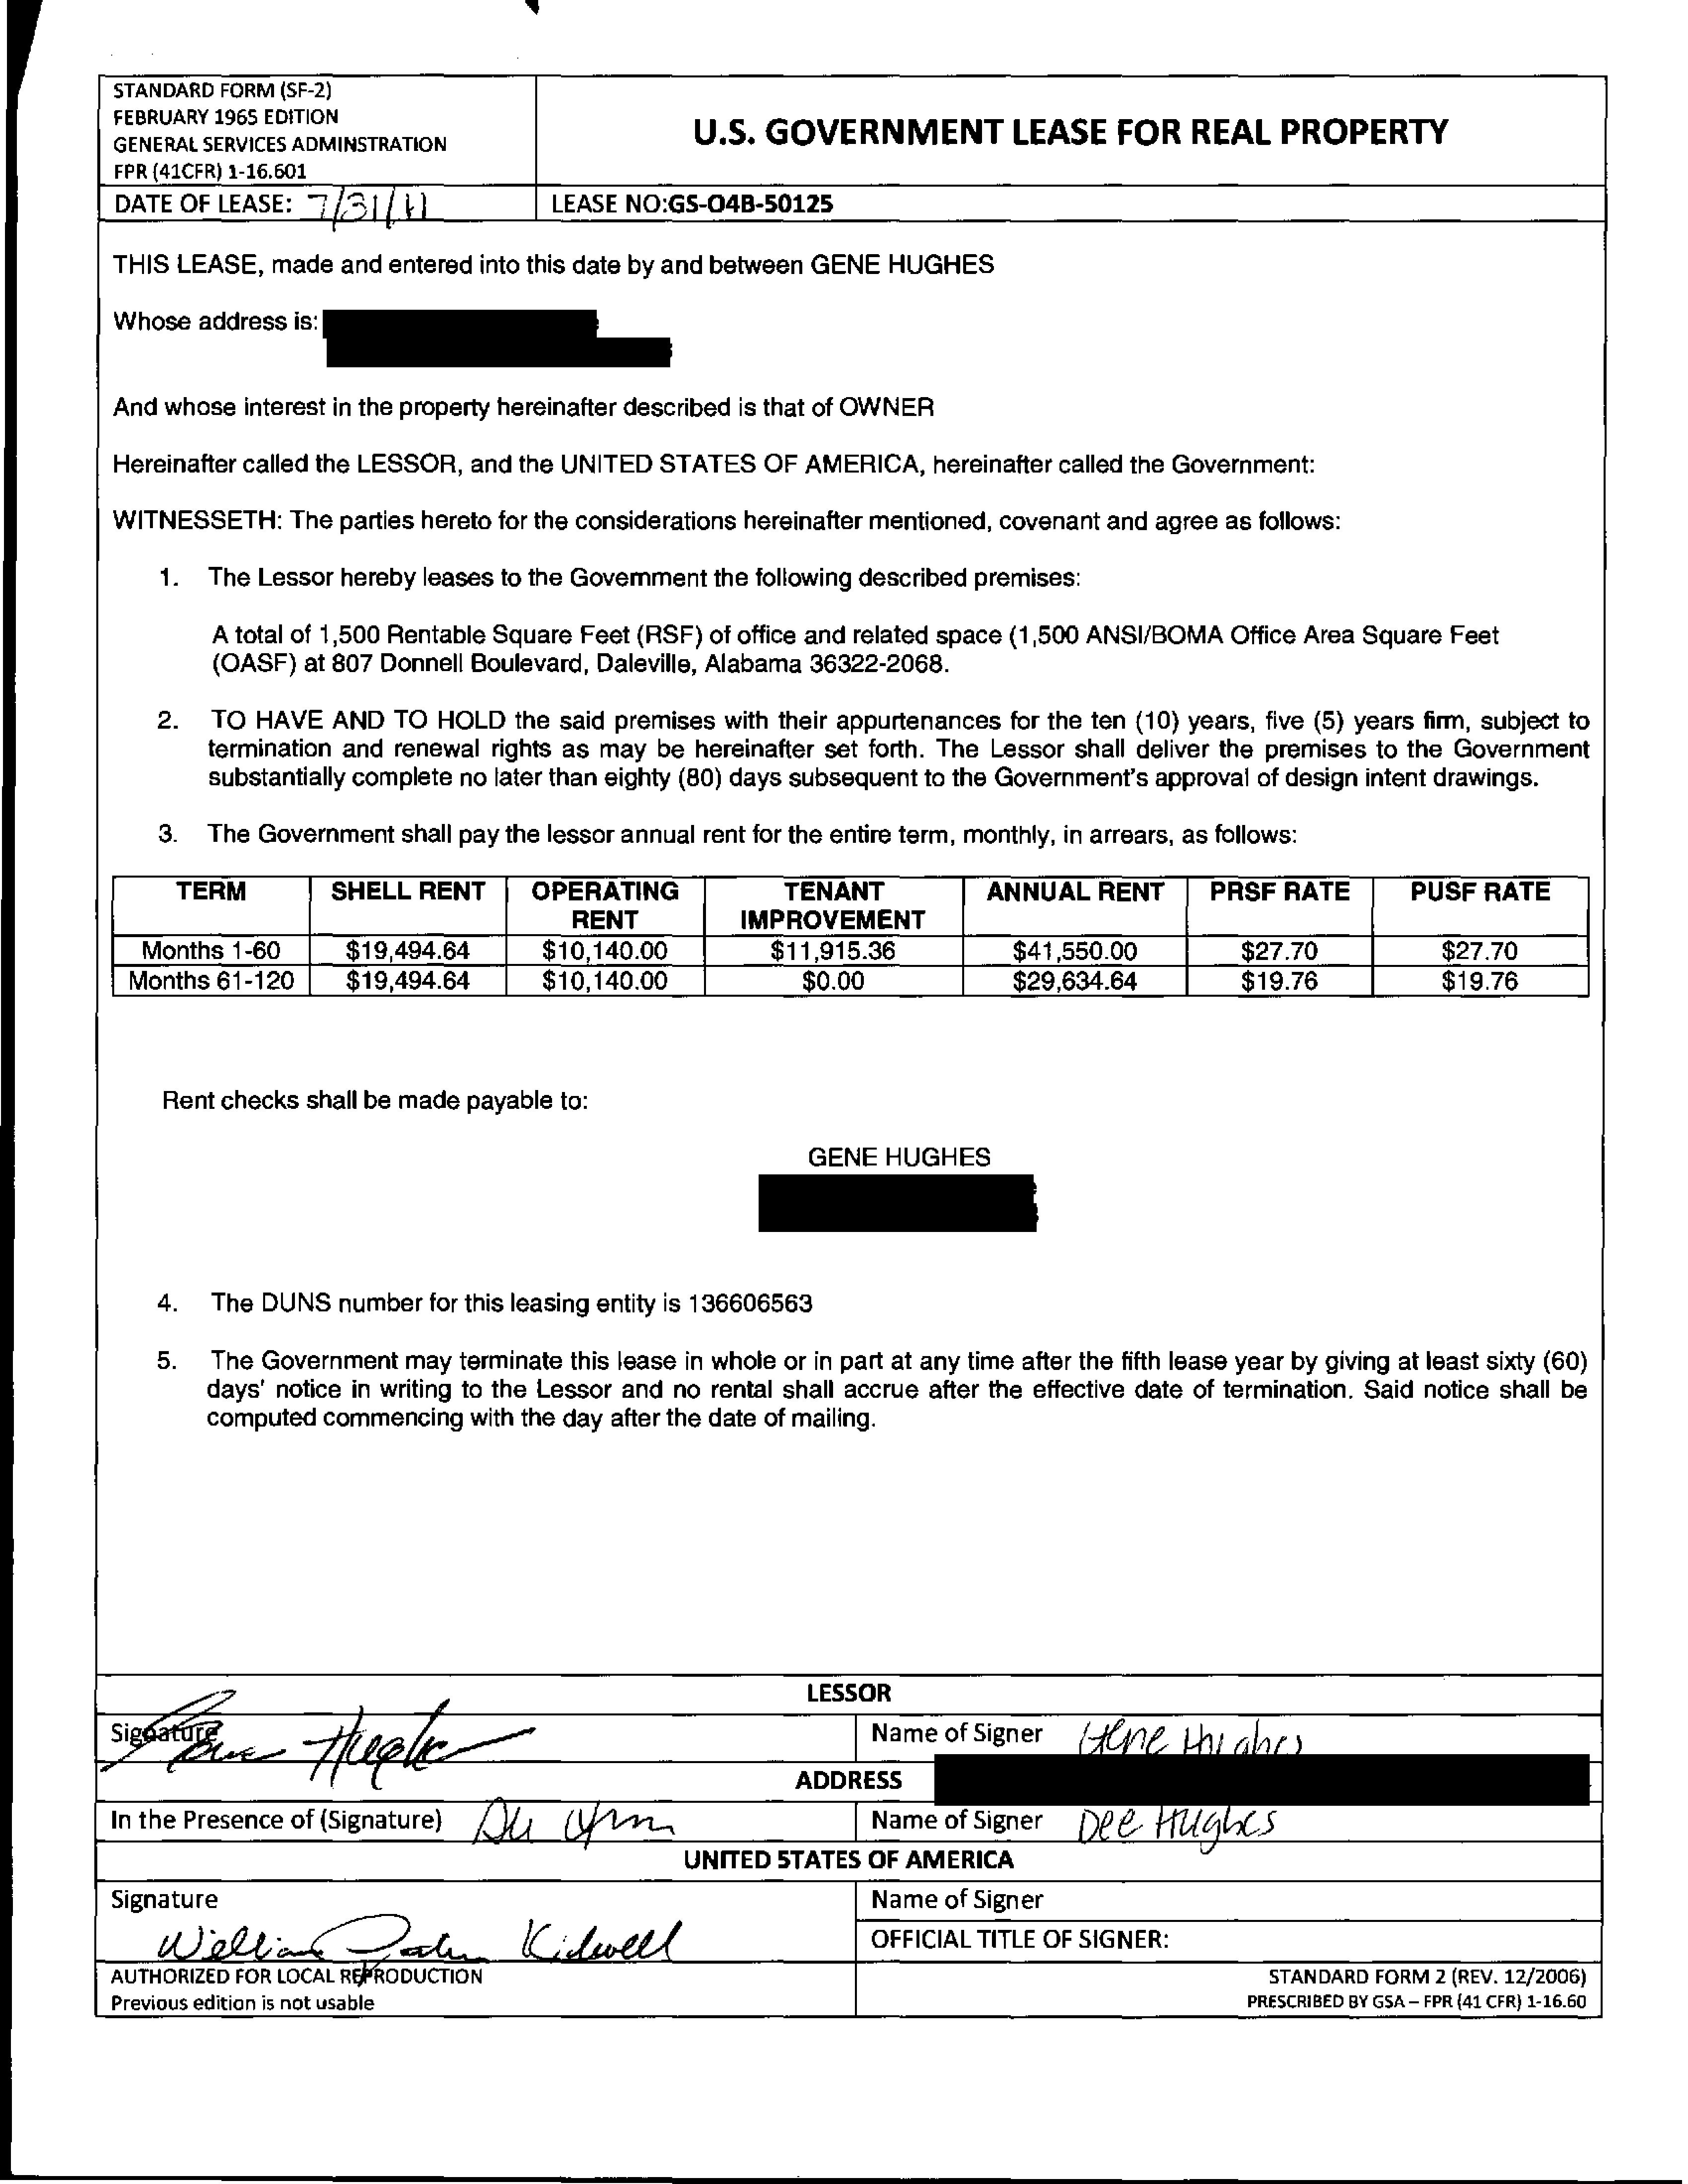 STANDARD FORM (SF-2)
FEBRUARY 1965 EDITION
GENERAL SERVICES ADMINSTRATION
FPR (41CFR) 1-16.601
U.S. GOVERNMENT LEASE FOR REAL PROPERTY
DATE OF LEASE: 7/31/11
LEASE NO:GS-04B-50125
THIS LEASE, made and entered into this date by and between GENE HUGHES
Whose address is:
And whose interest in the property hereinafter described is that of OWNER
Hereinafter called the LESSOR, and the UNITED STATES OF AMERICA, hereinafter called the Government:
WITNESSETH: The parties hereto for the considerations hereinafter mentioned, covenant and agree as follows:
1. The Lessor hereby leases to the Government the following described premises:
A total of 1,500 Rentable Square Feet (RSF) of office and related space (1,500 ANSI/BOMA Office Area Square Feet
(OASF) at 807 Donnell Boulevard, Daleville, Alabama 36322-2068.
2. TO HAVE AND TO HOLD the said premises with their appurtenances for the ten (10) years, five (5) years firm, subject to
termination and renewal rights as may be hereinafter set forth. The Lessor shall deliver the premises to the Government
substantially complete no later than eighty (80) days subsequent to the Government's approval of design intent drawings.
3. The Government shall pay the lessor annual rent for the entire term, monthly, in arrears, as follows:
TERM SHELL RENT OPERATING RENT TENANT IMPROVEMENT ANNUAL RENT PRSF RATE PUSF RATE
Months 1-60 $19,494.64 $10,140.00 $11,915.36 $41,550.00 $27.70 $27.70
Months 61-120 $19,494.64 $10,140.00 $0.00 $29,634.64 $19.76 $19.76
Rent checks shall be made payable to:
GENE HUGHES
4. The DUNS number for this leasing entity is 136606563
5. The Government may terminate this lease in whole or in part at any time after the fifth lease year by giving at least sixty (60)
days' notice in writing to the Lessor and no rental shall accrue after the effective date of termination. Said notice shall be
computed commencing with the day after the date of mailing.
LESSOR
Signature Gene Hughes
Name of Signer Gene Hughes
ADDRESS
In the Presence of (Signature)
Name of Signer Dee Hughes
UNITED STATES OF AMERICA
Signature
William Kidwell
Name of Signer
OFFICIAL TITLE OF SIGNER:
AUTHORIZED FOR LOCAL REPRODUCTION
Previous edition is not usable
STANDARD FORM 2 (REV. 12/2006)
PRESCRIBED BY GSA – FPR (41 CFR) 1-16.60